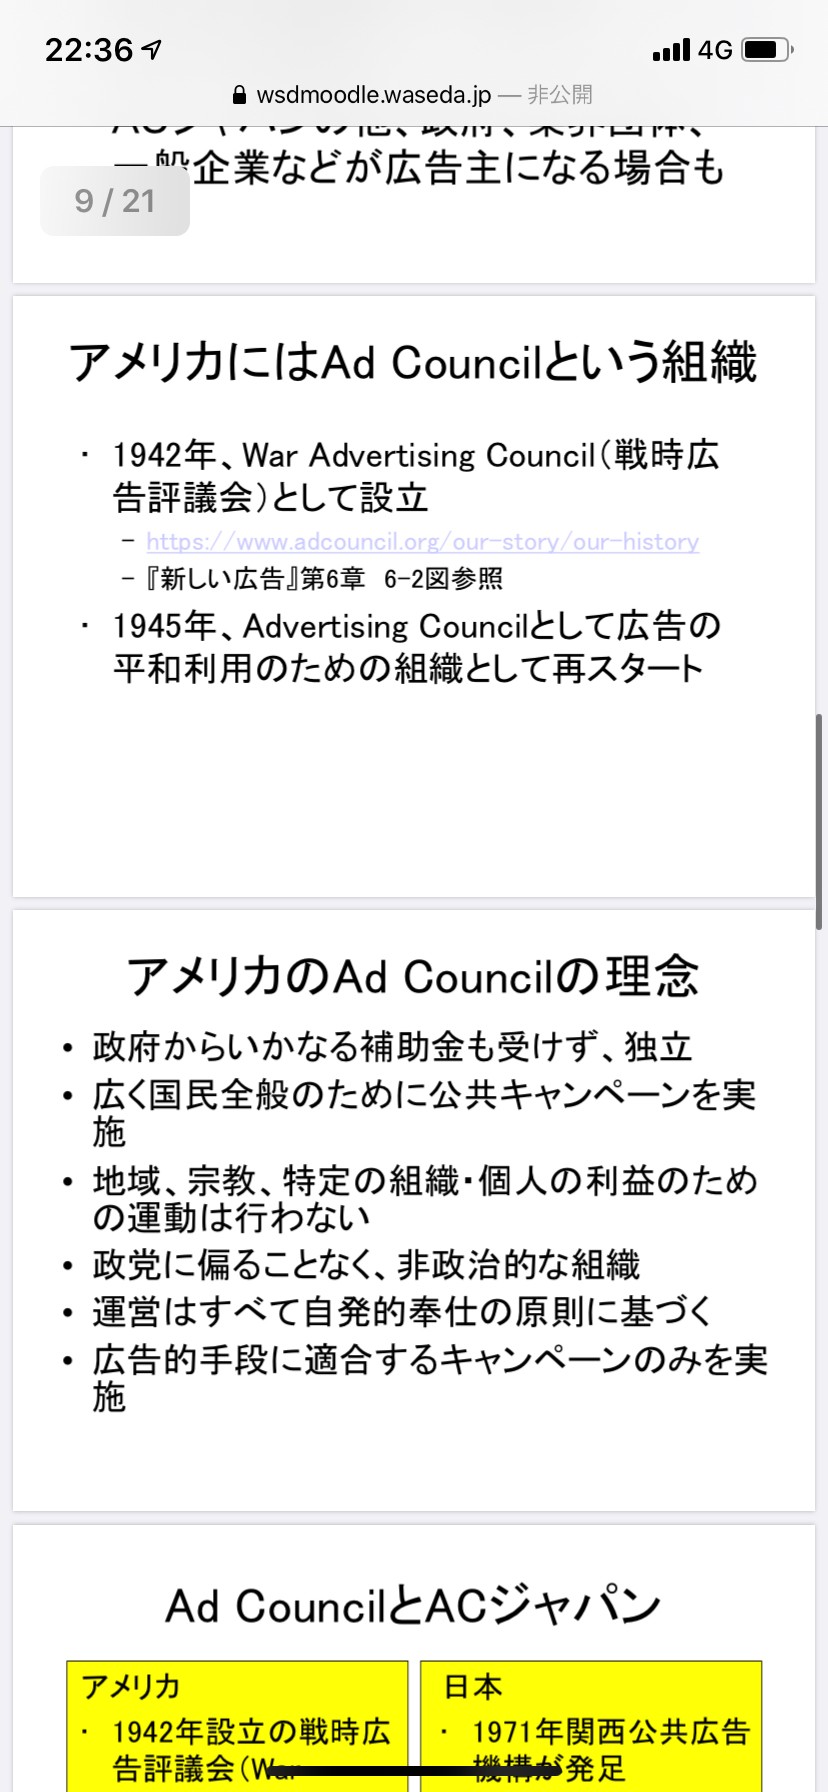 22:36
4G
wsdmoodle.waseda.jp — 非公開
ACジャパンの他、政府、業界団体、
一般企業などが広告主になる場合も
9 / 21
アメリカにはAd Councilという組織
・ 1942年、War Advertising Council（戦時広
告評議会）として設立
– https://www.adcouncil.org/our-story/our-history
– 『新しい広告』第6章 6-2図参照
・ 1945年、Advertising Councilとして広告の
平和利用のための組織として再スタート
アメリカのAd Councilの理念
• 政府からいかなる補助金も受けず、独立
• 広く国民全般のために公共キャンペーンを実
施
• 地域、宗教、特定の組織・個人の利益のため
の運動は行わない
• 政党に偏ることなく、非政治的な組織
• 運営はすべて自発的奉仕の原則に基づく
• 広告的手段に適合するキャンペーンのみを実
施
Ad CouncilとACジャパン
アメリカ
・ 1942年設立の戦時広
告評議会（War
日本
・ 1971年関西公共広告
機構が発足